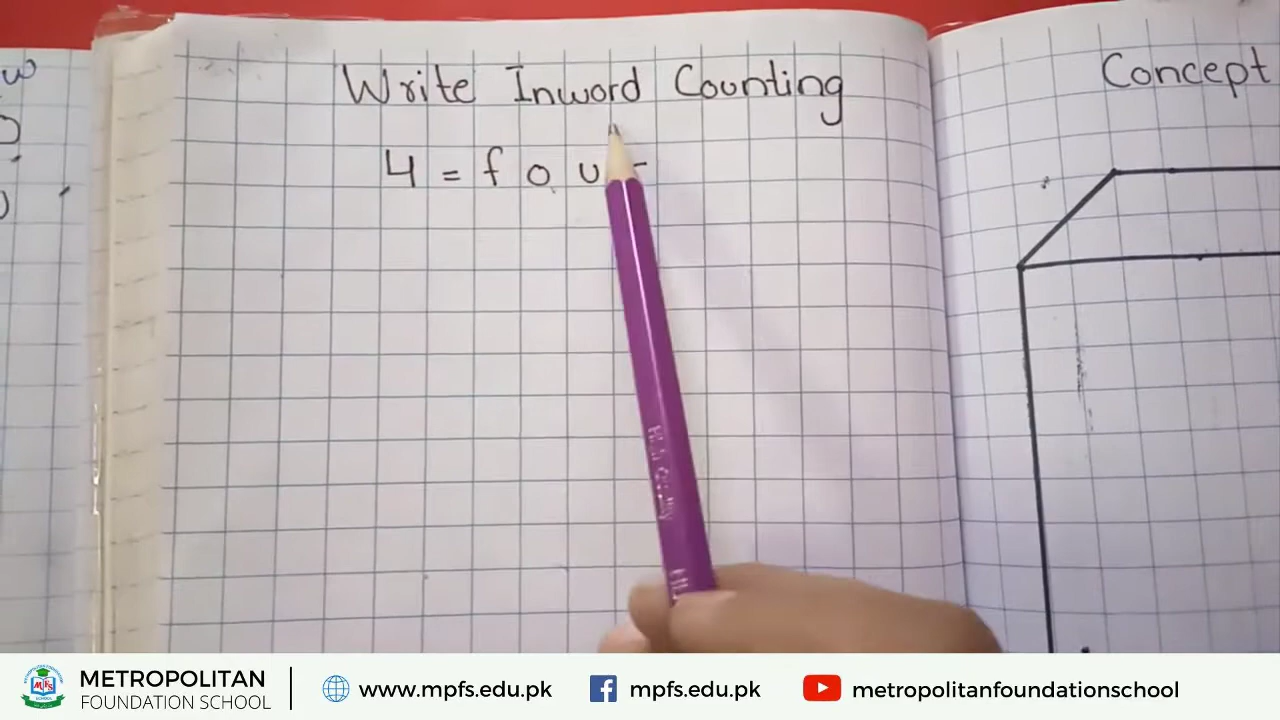 w
Write Inword Counting
Concept
4 = four
METROPOLITAN
FOUNDATION SCHOOL
www.mpfs.edu.pk
mpfs.edu.pk
metropolitanfoundationschool